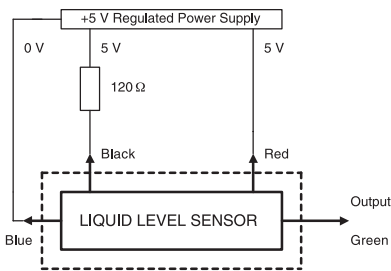 +5 V Regulated Power Supply
0 V
5 V
5 V
120 Ω
Black
Red
LIQUID LEVEL SENSOR
Output
Blue
Green